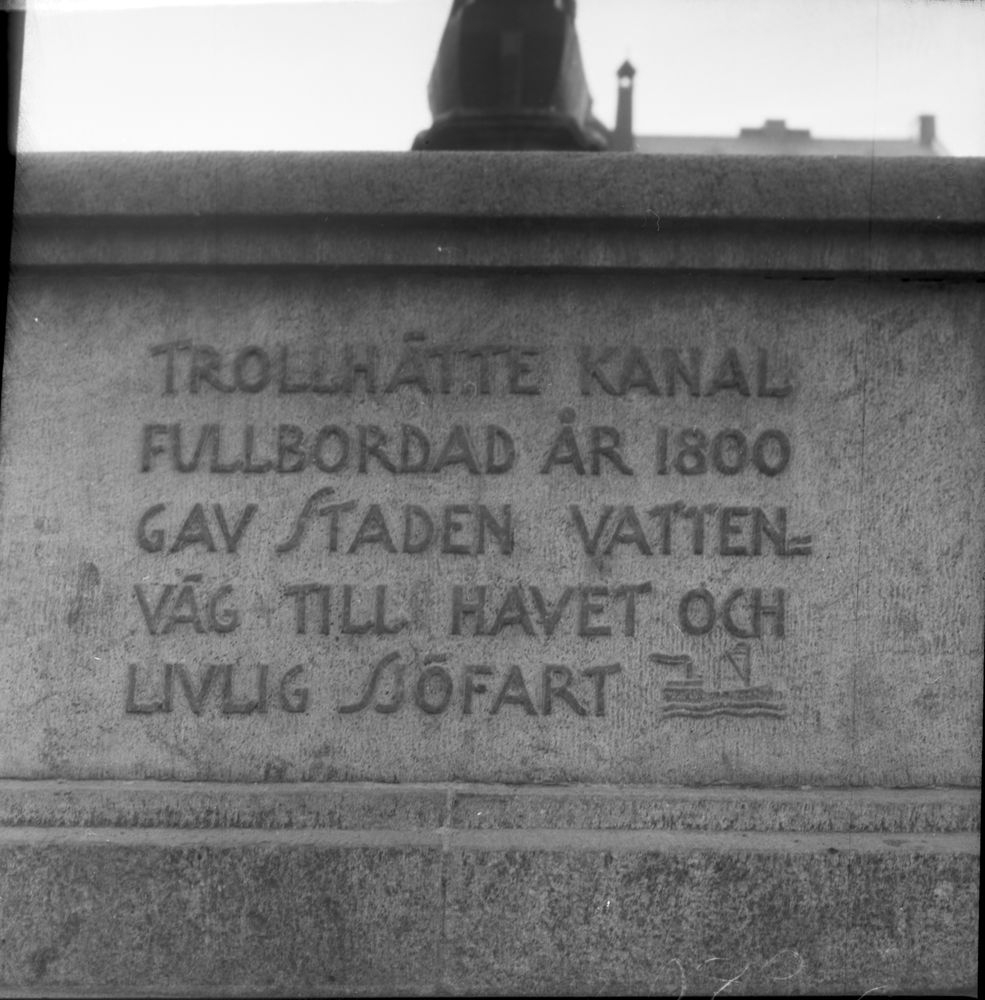 TROLLHÄTTE KANAL
FULLBORDAD ÅR 1800
GAV STADEN VATTEN=
VÄG TILL HAVET OCH
LIVLIG SJÖFART